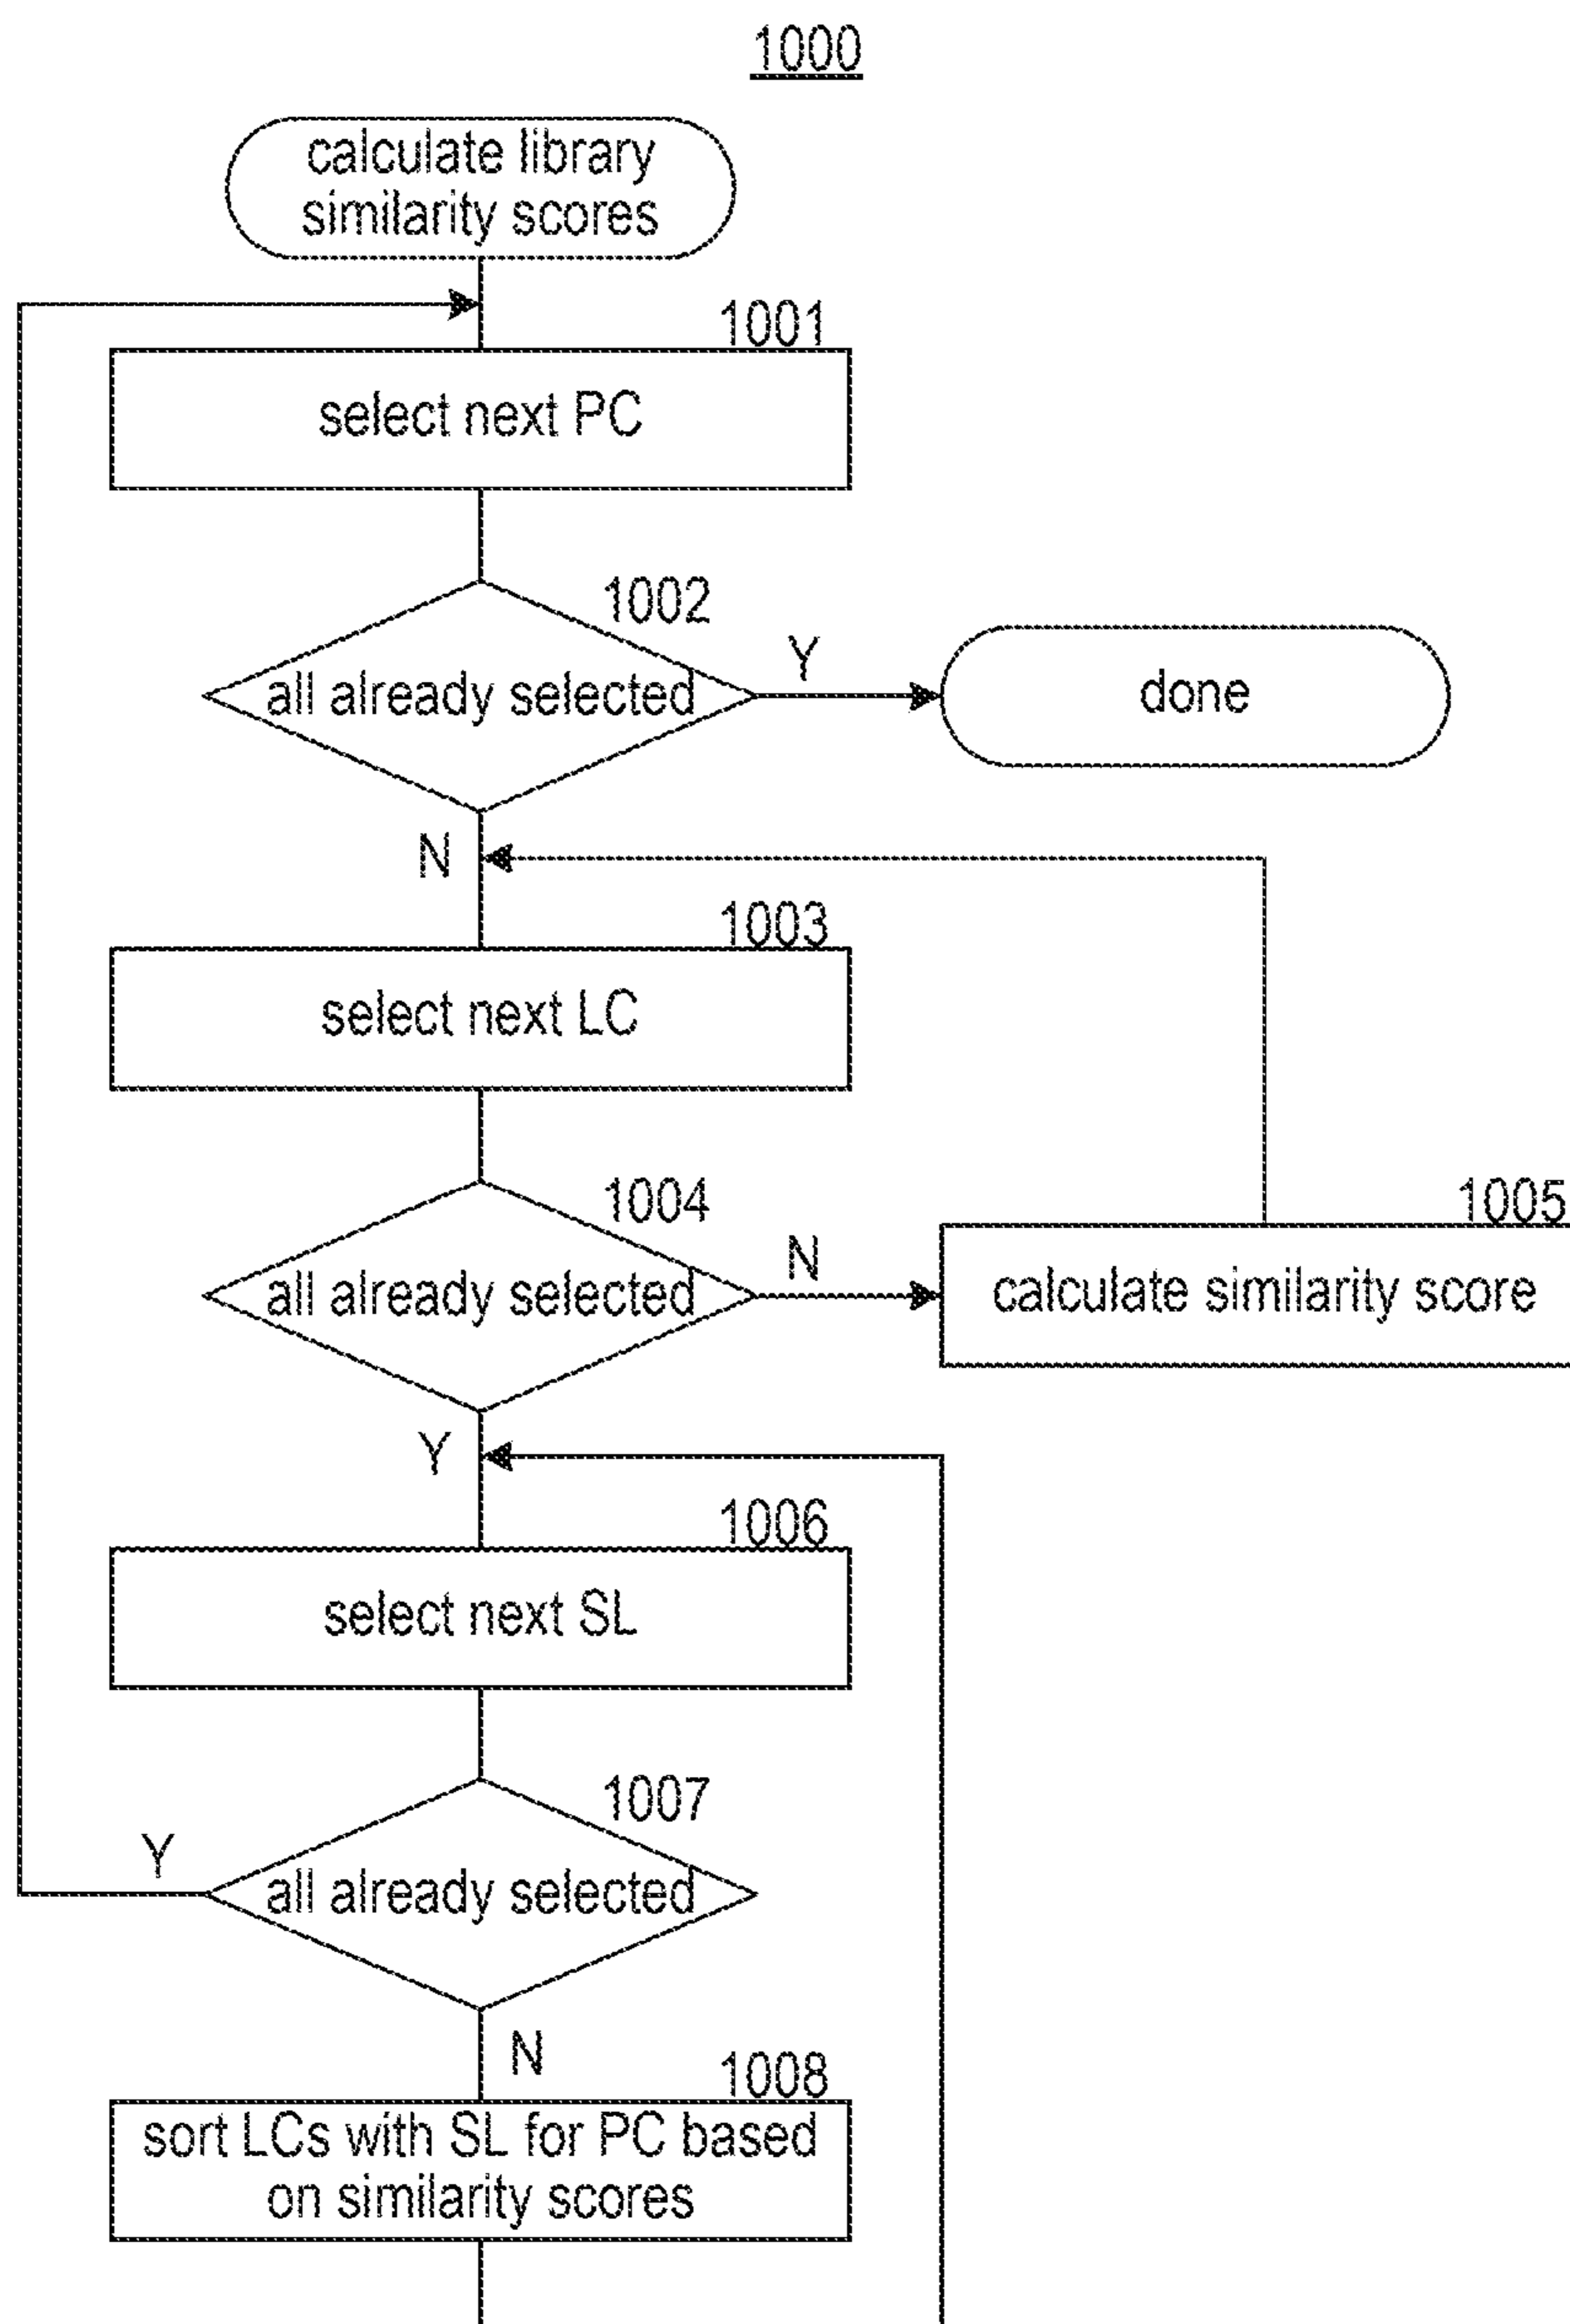 1000
calculate library
similarity scores
1001
select next PC
1002
all already selected
Y
done
N
1003
select next LC
1004
all already selected
N
1005
calculate similarity score
Y
1006
select next SL
1007
all already selected
Y
N
1008
sort LCs with SL for PC based
on similarity scores